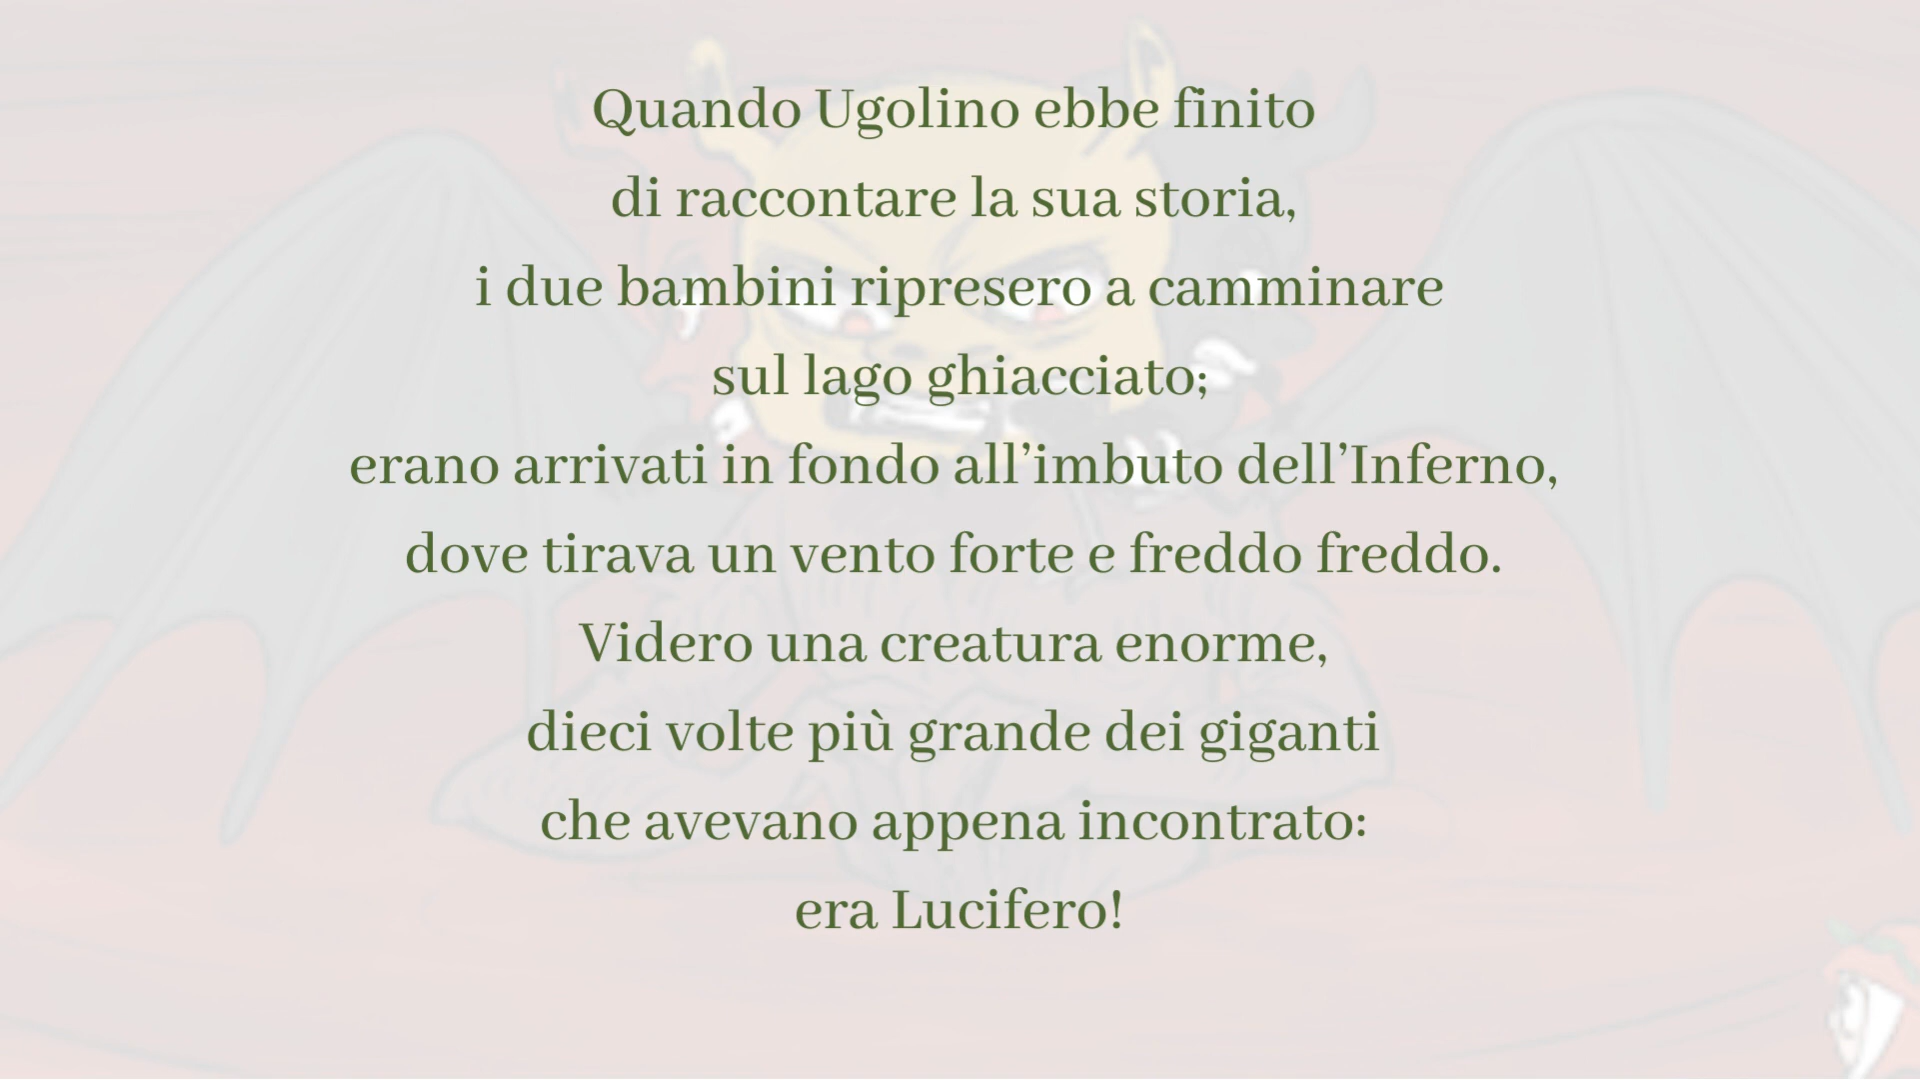 Quando Ugolino ebbe finito
di raccontare la sua storia,
i due bambini ripresero a camminare
sul lago ghiacciato;
erano arrivati in fondo all’imbuto dell’Inferno,
dove tirava un vento forte e freddo freddo.
Videro una creatura enorme,
dieci volte più grande dei giganti
che avevano appena incontrato:
era Lucifero!